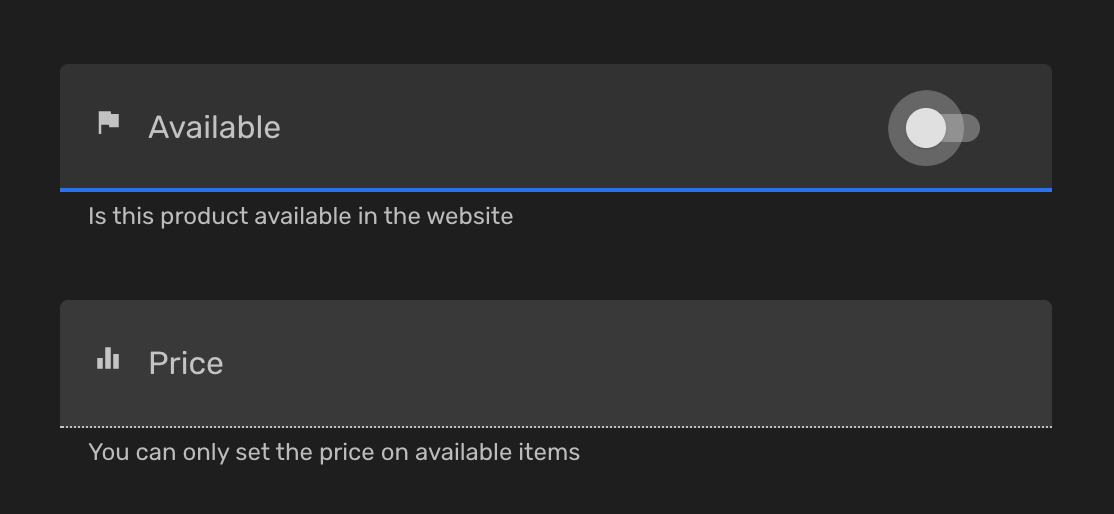 Available
Is this product available in the website
Price
You can only set the price on available items